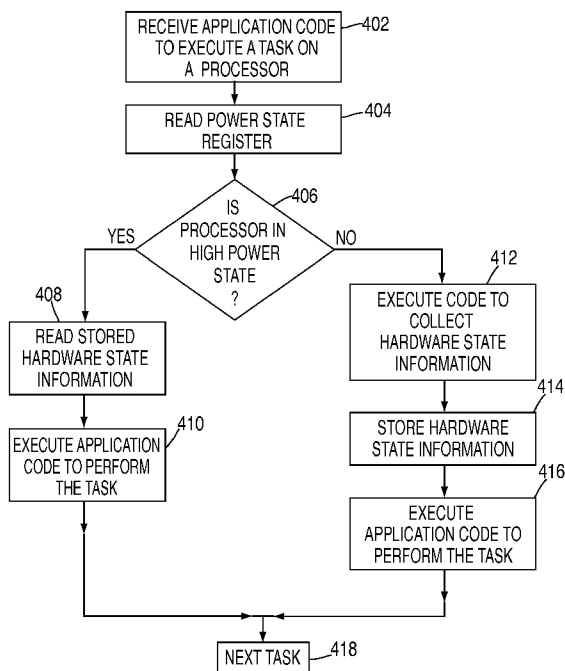 RECEIVE APPLICATION CODE
TO EXECUTE A TASK ON
A PROCESSOR
402
READ POWER STATE
REGISTER
404
IS
PROCESSOR IN
HIGH POWER
STATE
?
406
YES
NO
408
READ STORED
HARDWARE STATE
INFORMATION
410
EXECUTE APPLICATION
CODE TO PERFORM
THE TASK
412
EXECUTE CODE TO
COLLECT
HARDWARE STATE
INFORMATION
414
STORE HARDWARE
STATE INFORMATION
416
EXECUTE
APPLICATION CODE TO
PERFORM THE TASK
NEXT TASK
418